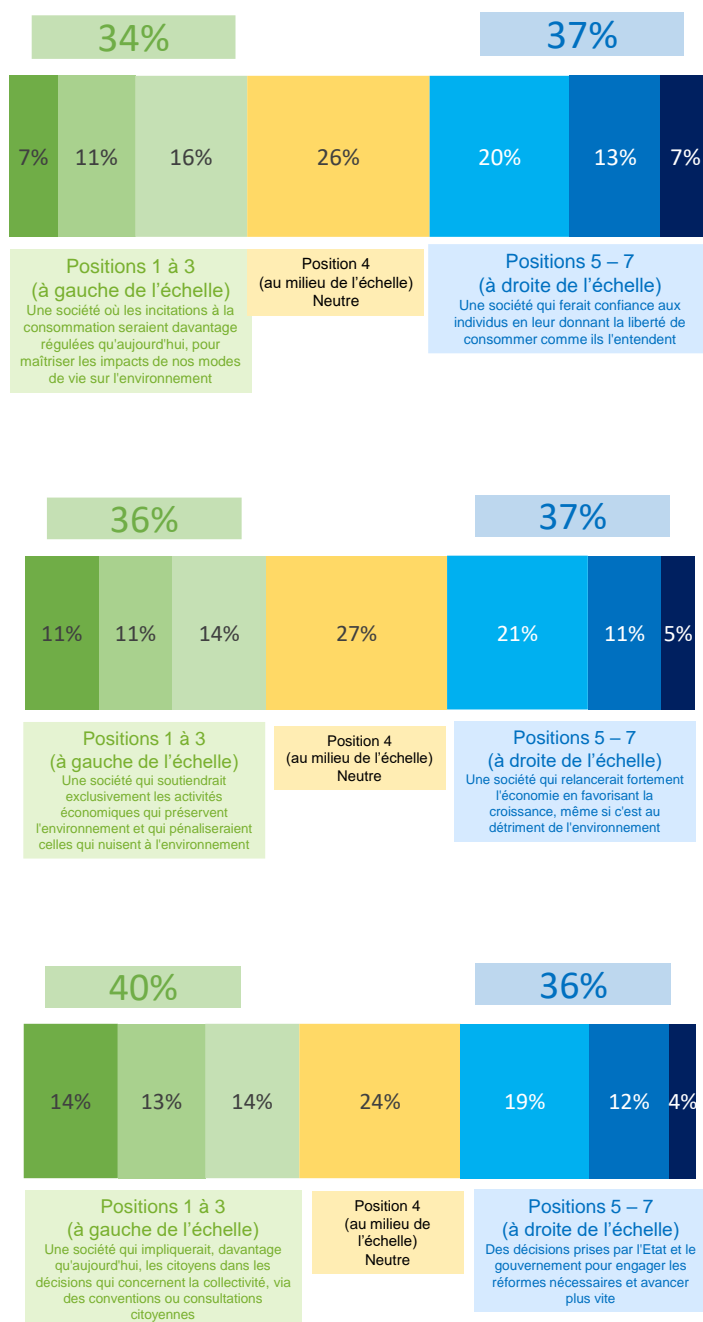 34%
37%
7%
11%
16%
26%
20%
13%
7%
Positions 1 à 3
(à gauche de l'échelle)
Une société où les incitations à la
consommation seraient davantage
régulées qu'aujourd'hui, pour
maîtriser les impacts de nos modes
de vie sur l'environnement
Position 4
(au milieu de l'échelle)
Neutre
Positions 5 – 7
(à droite de l'échelle)
Une société qui ferait confiance aux
individus en leur donnant la liberté de
consommer comme ils l'entendent
36%
37%
11%
11%
14%
27%
21%
11%
5%
Positions 1 à 3
(à gauche de l'échelle)
Une société qui soutiendrait
exclusivement les activités
économiques qui préservent
l'environnement et qui pénaliseraient
celles qui nuisent à l'environnement
Position 4
(au milieu de l'échelle)
Neutre
Positions 5 – 7
(à droite de l'échelle)
Une société qui relancerait fortement
l'économie en favorisant la
croissance, même si c'est au
détriment de l'environnement
40%
36%
14%
13%
14%
24%
19%
12%
4%
Positions 1 à 3
(à gauche de l'échelle)
Une société qui impliquerait, davantage
qu'aujourd'hui, les citoyens dans les
décisions qui concernent la collectivité, via
des conventions ou consultations
citoyennes
Position 4
(au milieu de
l'échelle)
Neutre
Positions 5 – 7
(à droite de l'échelle)
Des décisions prises par l'Etat et le
gouvernement pour engager les
réformes nécessaires et avancer
plus vite